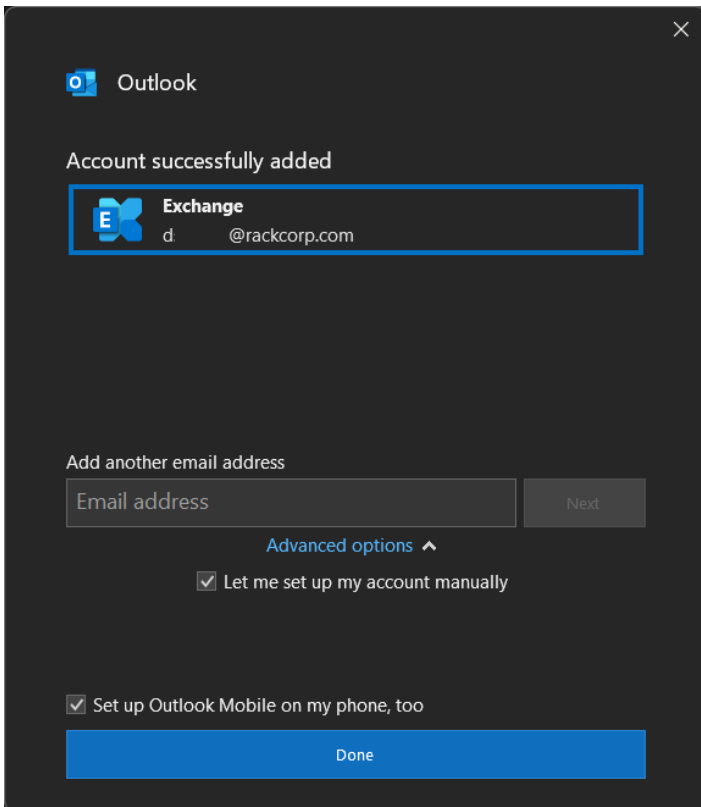 Outlook
Account successfully added
Exchange
d @rackcorp.com
Add another email address
Email address
Next
Advanced options
Let me set up my account manually
Set up Outlook Mobile on my phone, too
Done